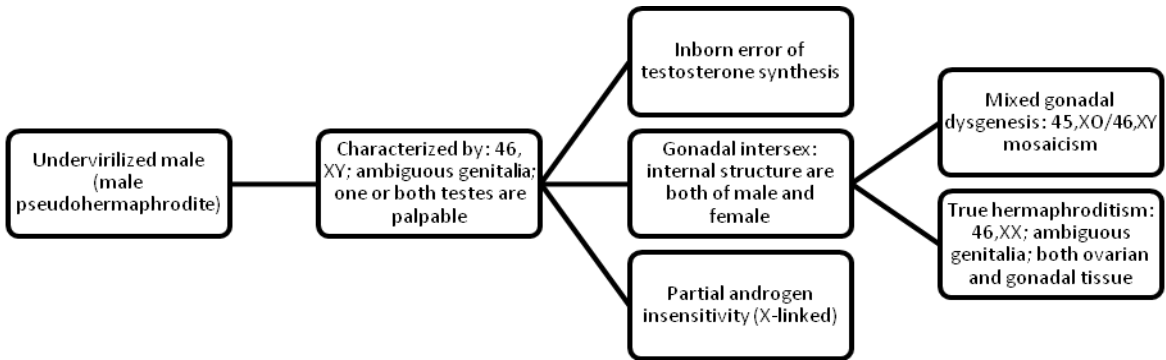 Undervirilized male
(male
pseudohermaphrodite)
Characterized by: 46,
XY; ambiguous genitalia;
one or both testes are
palpable
Inborn error of
testosterone synthesis
Gonadal intersex:
internal structure are
both of male and
female
Partial androgen
insensitivity (X-linked)
Mixed gonadal
dysgenesis: 45,XO/46,XY
mosaicism
True hermaphroditism:
46,XX; ambiguous
genitalia; both ovarian
and gonadal tissue